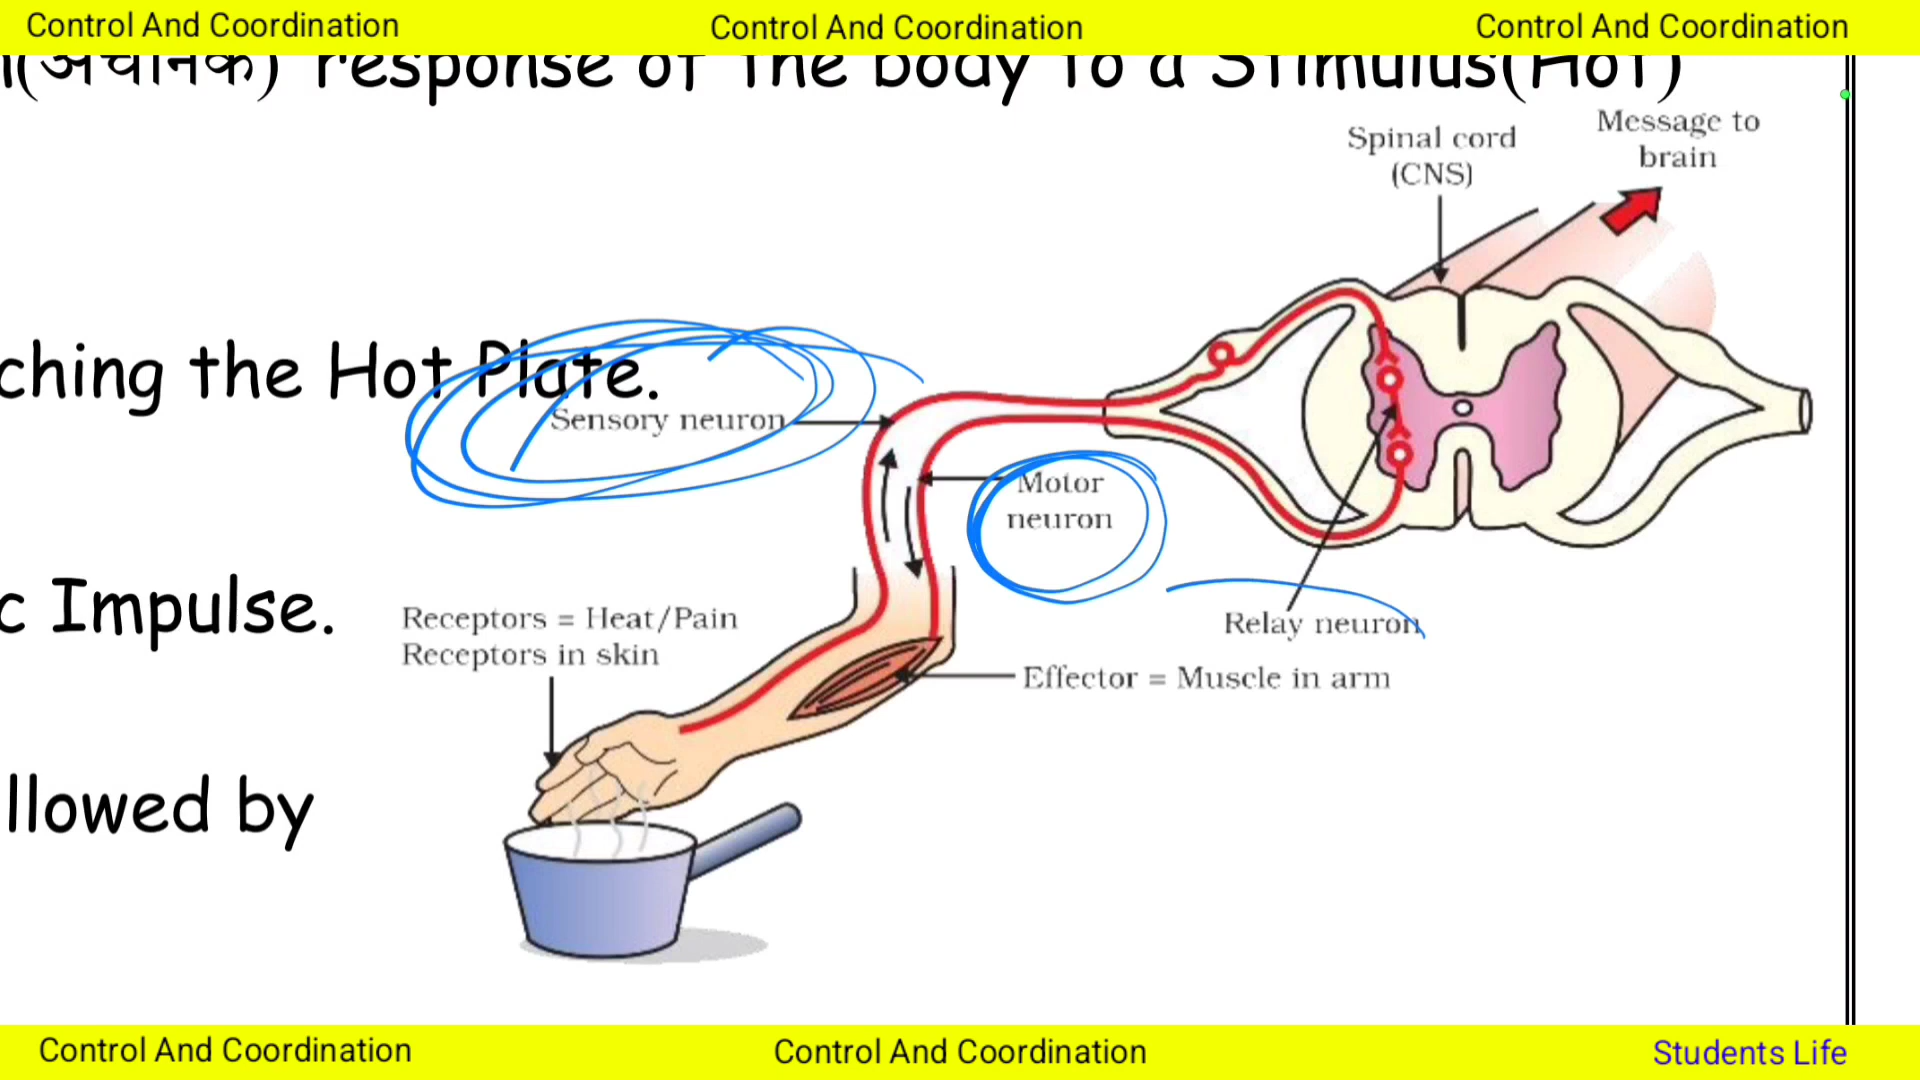 Control And Coordination
Control And Coordination
Control And Coordination
(अचानक) response of the body to a Stimulus(Hot)
Message to
brain
Spinal cord
(CNS)
ching the Hot Plate.
Sensory neuron
Motor
neuron
c Impulse.
Receptors = Heat/Pain
Receptors in skin
Relay neuron
Effector = Muscle in arm
llowed by
Control And Coordination
Control And Coordination
Students Life